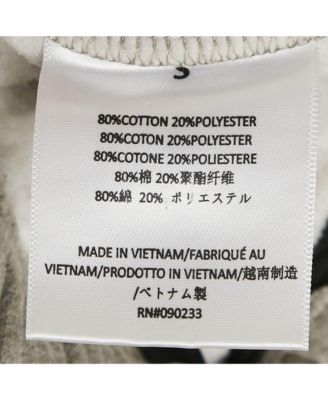 S
80%COTTON 20%POLYESTER
80%COTON 20%POLYESTER
80%COTONE 20%POLIESTERE
80%棉 20%聚酯纤维
80%綿 20% ポリエステル
MADE IN VIETNAM/FABRIQUÉ AU
VIETNAM/PRODOTTO IN VIETNAM/越南制造
/ベトナム製
RN#090233